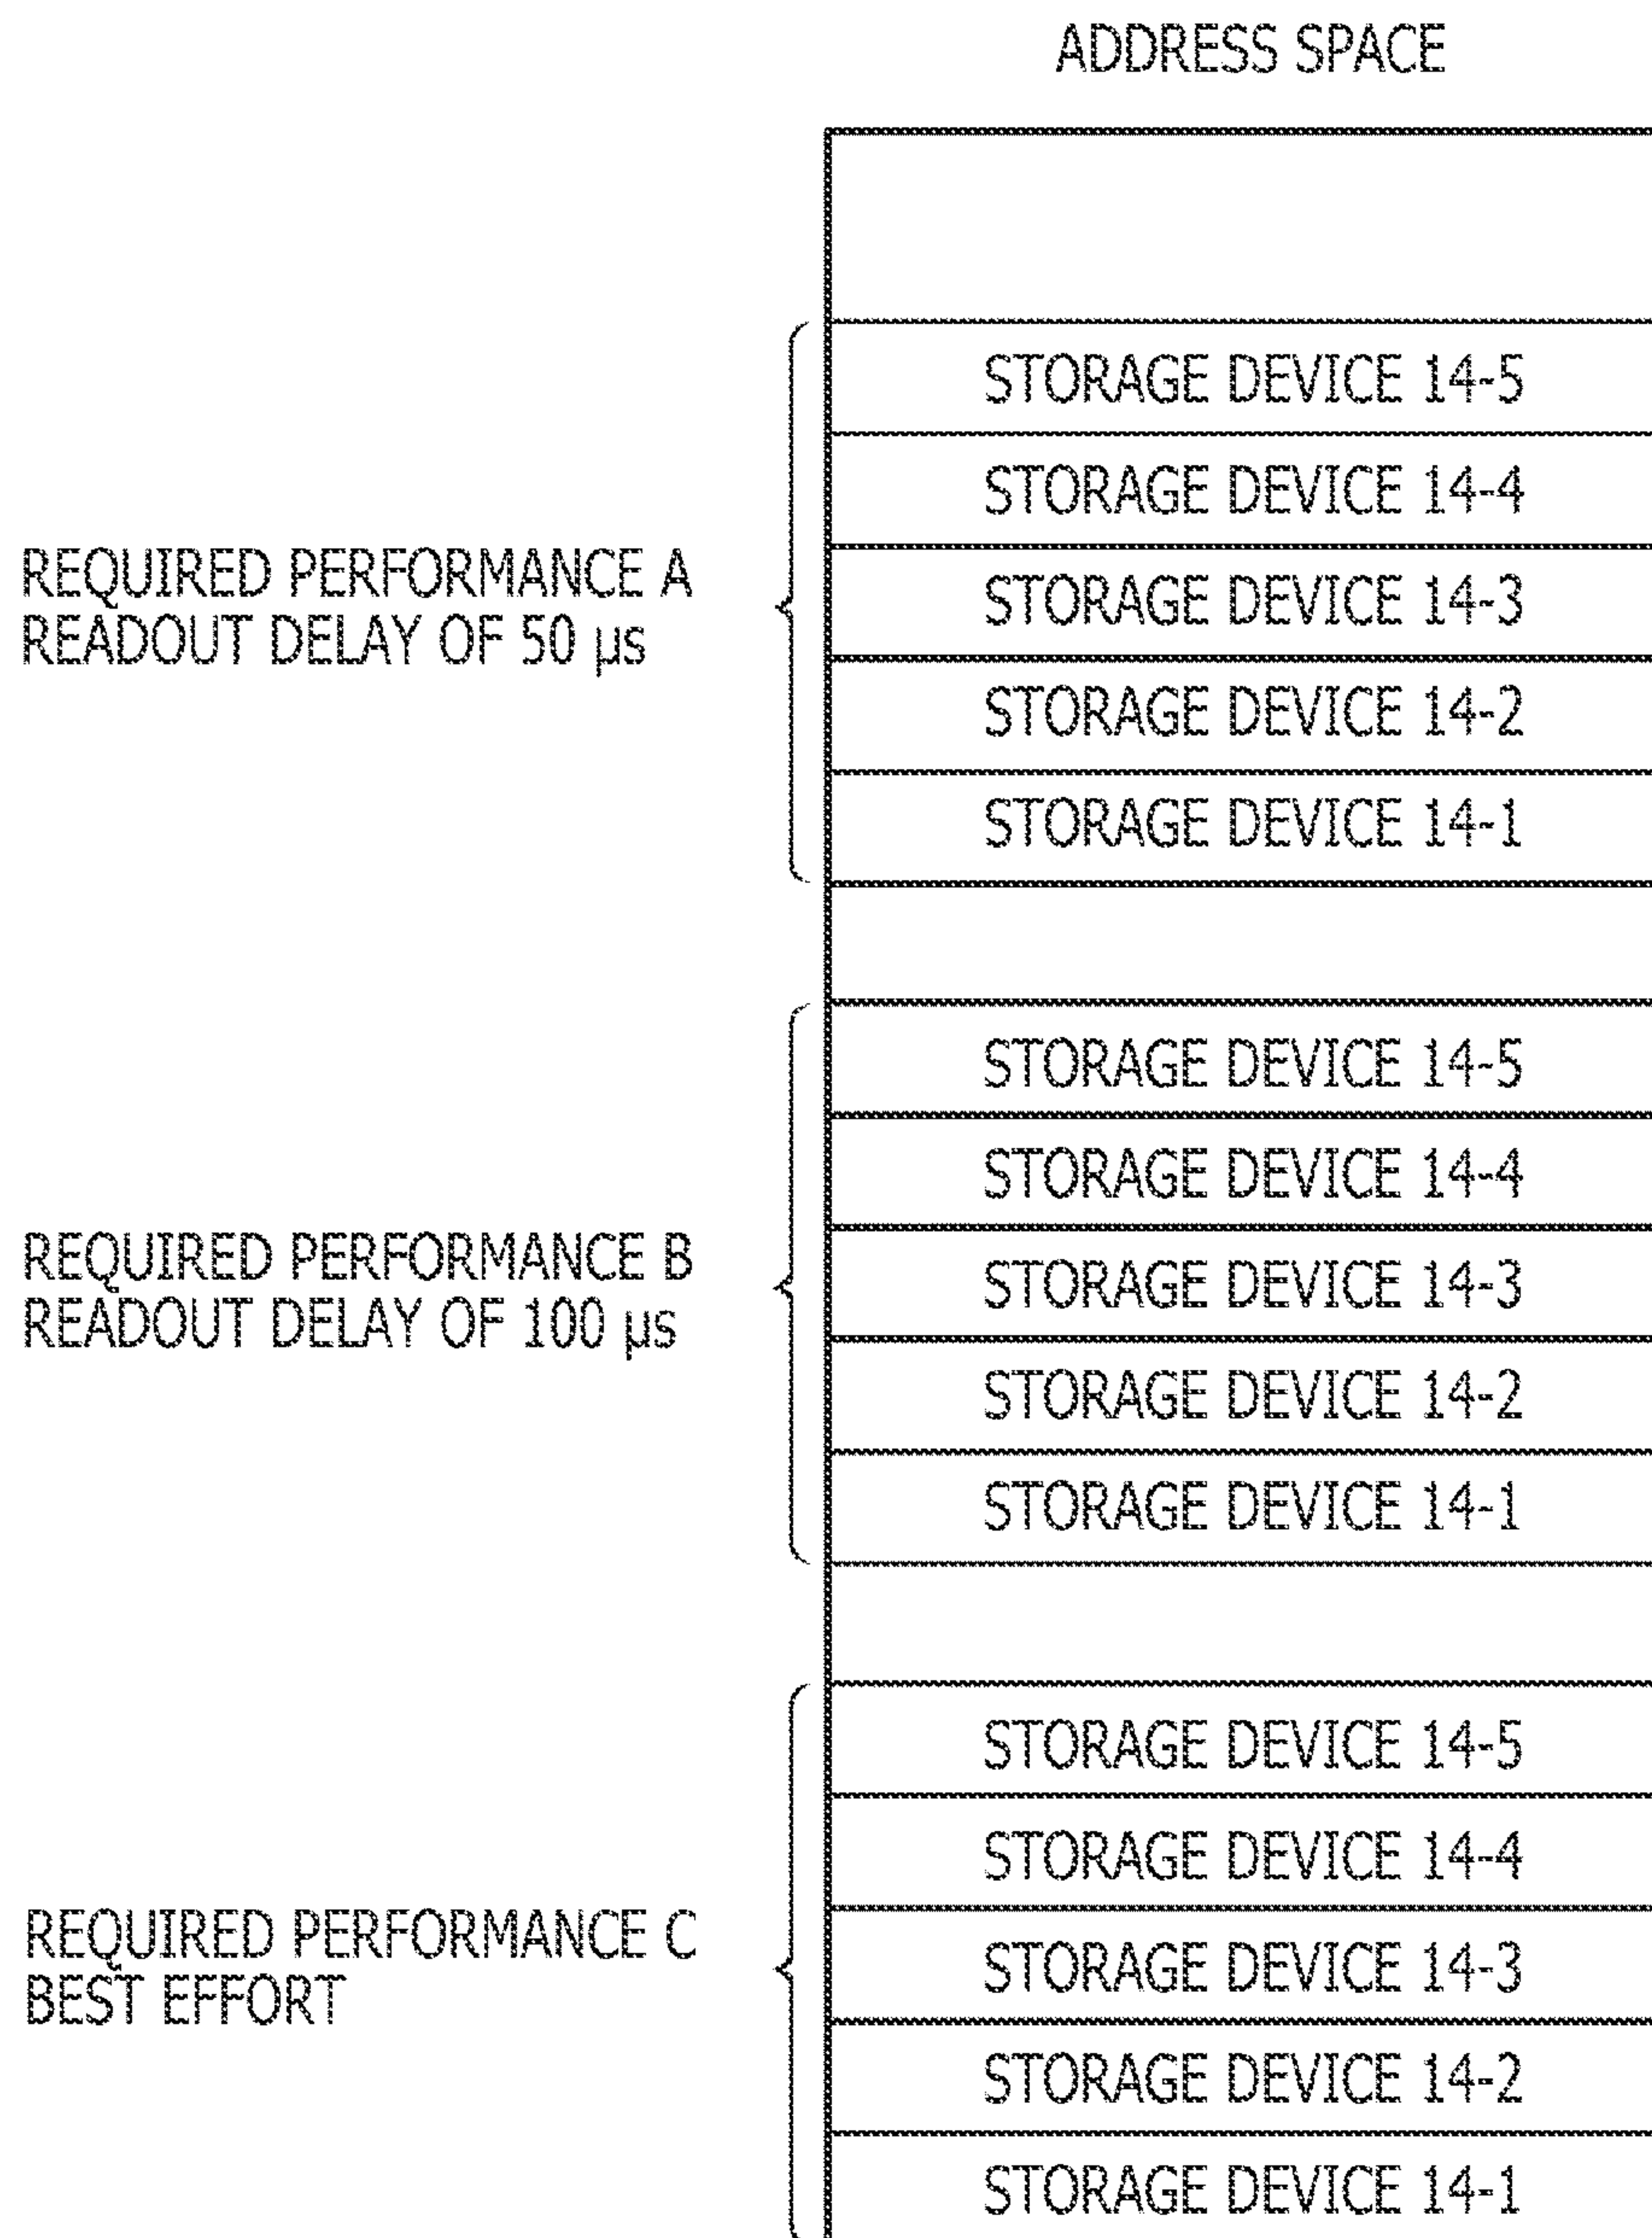 ADDRESS SPACE
STORAGE DEVICE 14-5
STORAGE DEVICE 14-4
REQUIRED PERFORMANCE A
READOUT DELAY OF 50 µs
STORAGE DEVICE 14-3
STORAGE DEVICE 14-2
STORAGE DEVICE 14-1
STORAGE DEVICE 14-5
STORAGE DEVICE 14-4
REQUIRED PERFORMANCE B
READOUT DELAY OF 100 µs
STORAGE DEVICE 14-3
STORAGE DEVICE 14-2
STORAGE DEVICE 14-1
STORAGE DEVICE 14-5
STORAGE DEVICE 14-4
REQUIRED PERFORMANCE C
BEST EFFORT
STORAGE DEVICE 14-3
STORAGE DEVICE 14-2
STORAGE DEVICE 14-1